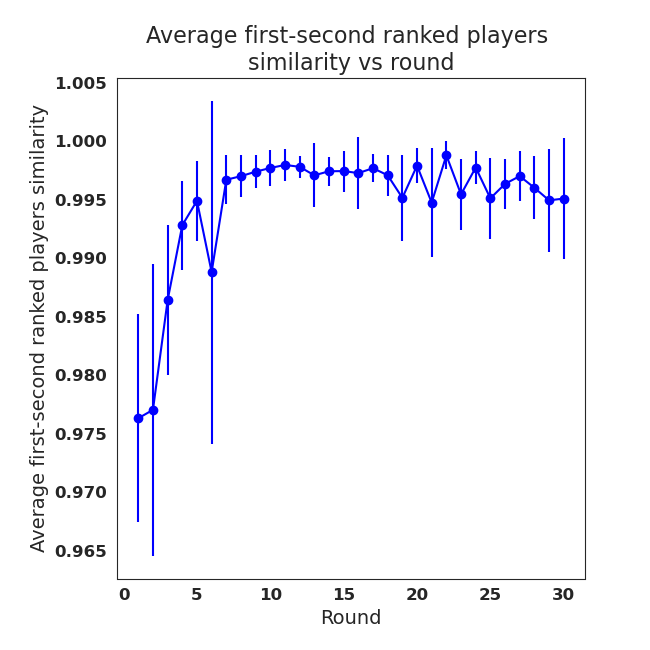 Average first-second ranked players
similarity vs round
Average first-second ranked players similarity
1.005
1.000
0.995
0.990
0.985
0.980
0.975
0.970
0.965
0 5 10 15 20 25 30
Round